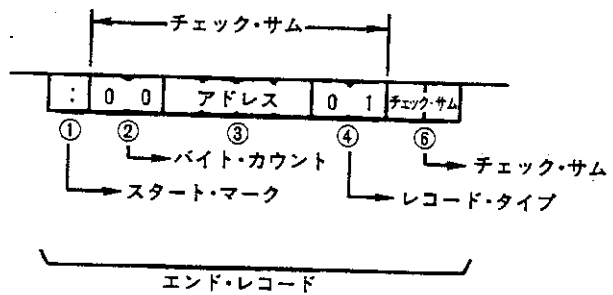 チェック・サム
: 0 0 アドレス 0 1 チェック・サム
① ② ③ ④ ⑥
バイト・カウント
チェック・サム
スタート・マーク
レコード・タイプ
エンド・レコード